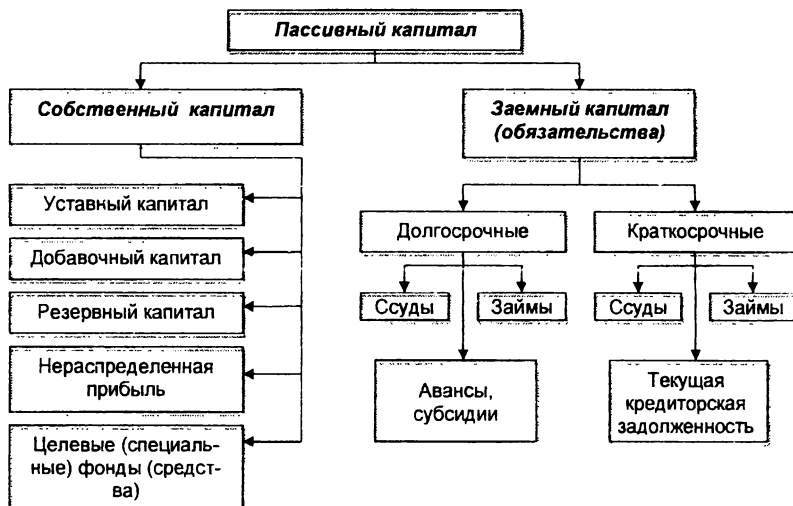 Пассивный капитал
Собственный капитал
Уставный капитал
Добавочный капитал
Резервный капитал
Нераспределенная
прибыль
Целевые (специаль-
ные) фонды (средст-
ва)
Заемный капитал
(обязательства)
Долгосрочные
Ссуды
Займы
Авансы,
субсидии
Краткосрочные
Ссуды
Займы
Текущая
кредиторская
задолженность